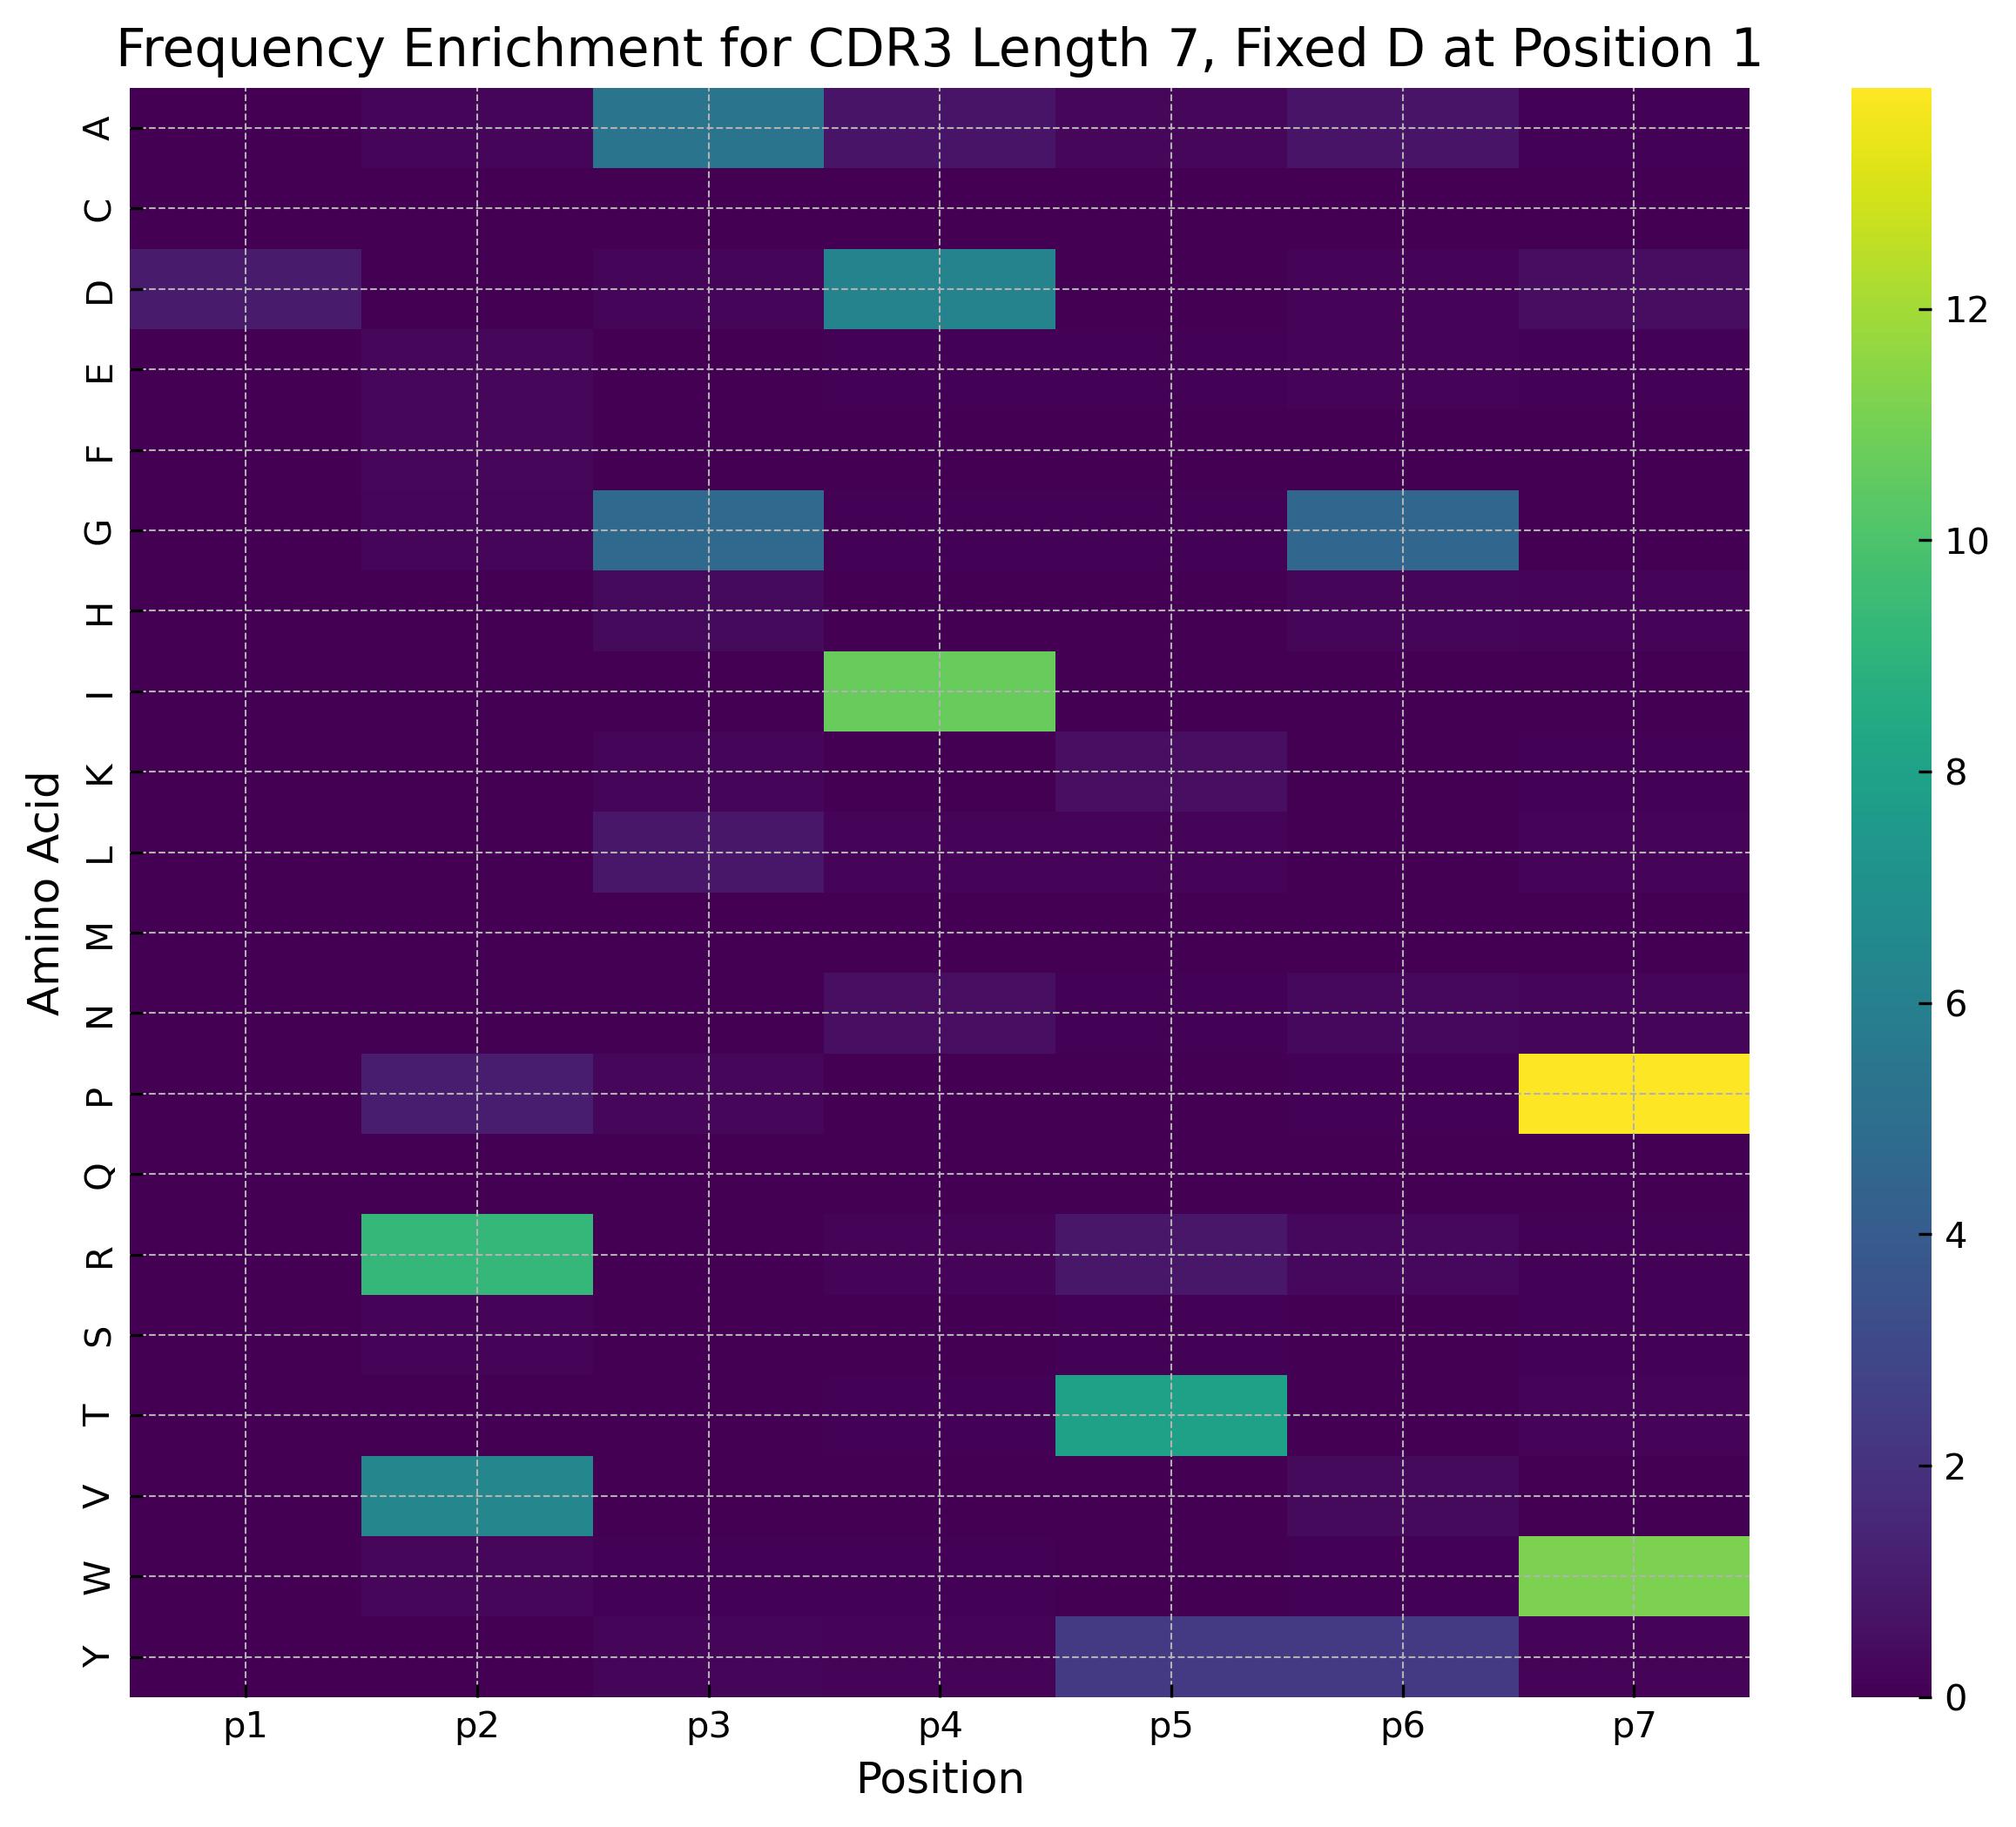 Frequency Enrichment for CDR3 Length 7, Fixed D at Position 1
Amino Acid
A
C
D
E
F
G
H
I
K
L
M
N
P
Q
R
S
T
V
W
Y
p1 p2 p3 p4 p5 p6 p7
Position
12
10
8
6
4
2
0